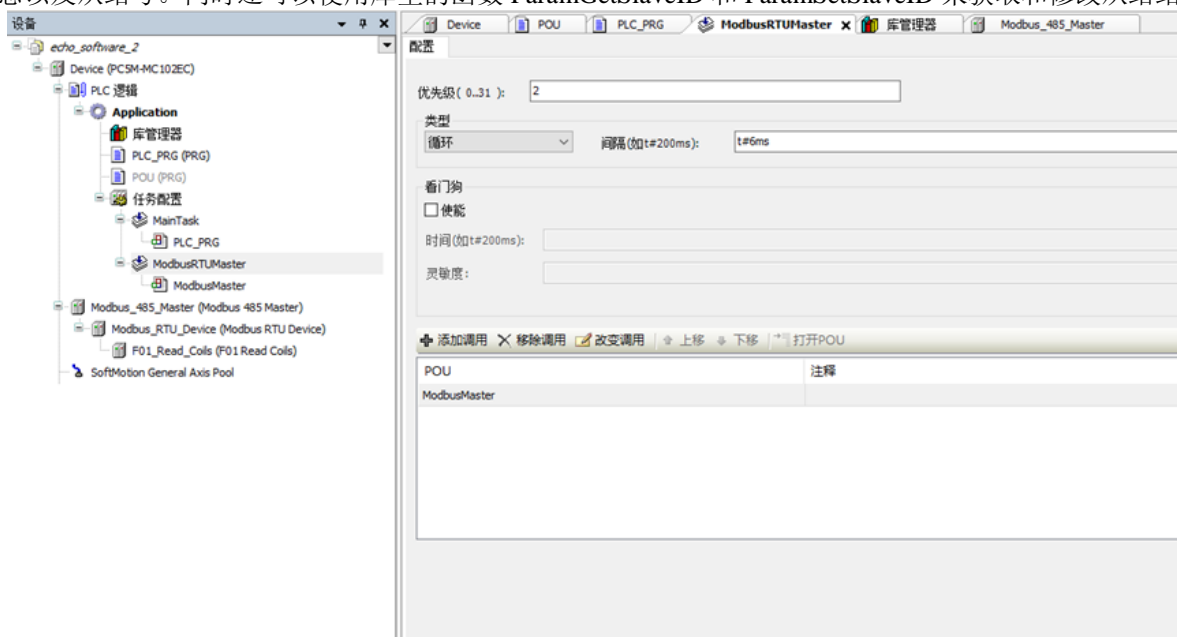 ParamGetSlaveID 和 ParamSetSlaveID
设备
echo_software_2
Device (PC5M-MC102EC)
PLC 逻辑
Application
库管理器
PLC_PRG (PRG)
POU (PRG)
任务配置
MainTask
PLC_PRG
ModbusRTUMaster
ModbusMaster
Modbus_485_Master (Modbus 485 Master)
Modbus_RTU_Device (Modbus RTU Device)
F01_Read_Coils (F01 Read Coils)
SoftMotion General Axis Pool
Device POU PLC_PRG ModbusRTUMaster 库管理器 Modbus_485_Master
配置
优先级( 0..31 ): 2
类型
循环 间隔(如t#200ms): t#6ms
看门狗
使能
时间(如t#200ms):
灵敏度:
添加调用 移除调用 改变调用 上移 下移 打开POU
POU 注释
ModbusMaster